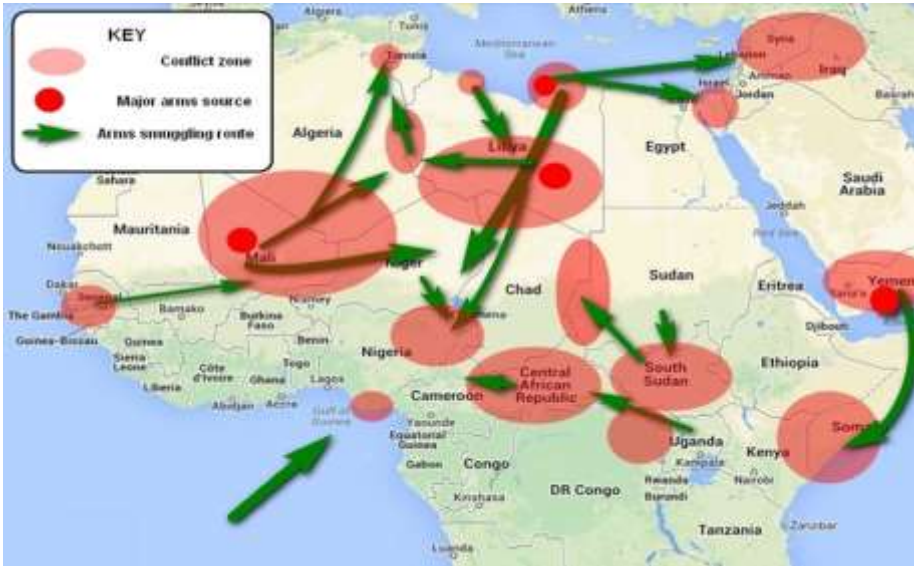 KEY
Conflict zone
Major arms source
Arms smuggling route
Algiers
Tunis
Athens
Tunisia
Mediterranean
Sea
Syria
Lebanon
Iraq
Israel
Amman
Jordan
Basrah
Algeria
Libya
Egypt
Western
Sahara
Saudi
Arabia
Jeddah
Red Sea
Mauritania
Nouakchott
Mali
Niger
Chad
Sudan
Eritrea
Yemen
Sana'a
Dakar
Senegal
The Gambia
Bamako
Niamey
Guinea-Bissau
Burkina
Faso
Djibouti
Guinea
Benin
Nigeria
Sierra
Leone
Togo
Côte
d'Ivoire
Ghana
Lagos
Liberia
Abidjan
Accra
Central
African
Republic
South
Sudan
Ethiopia
Cameroon
Gulf of
Guinea
Yaounde
Equatorial
Guinea
Somalia
Uganda
Kenya
Kampala
Gabon
Congo
Rwanda
Nairobi
Burundi
DR Congo
Kinshasa
Tanzania
Zanzibar
Luanda